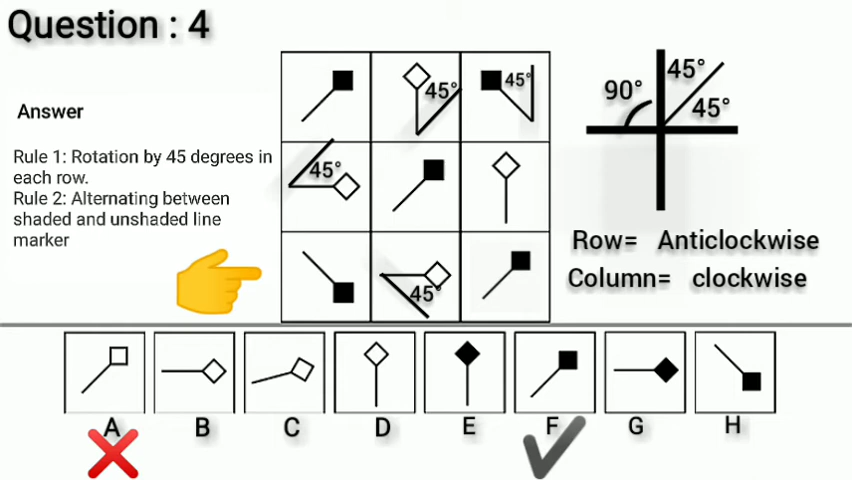 Question : 4
Answer
Rule 1: Rotation by 45 degrees in
each row.
Rule 2: Alternating between
shaded and unshaded line
marker
45°
45°
45°
45°
90°
45°
45°
Row= Anticlockwise
Column= clockwise
A
B
C
D
E
F
G
H